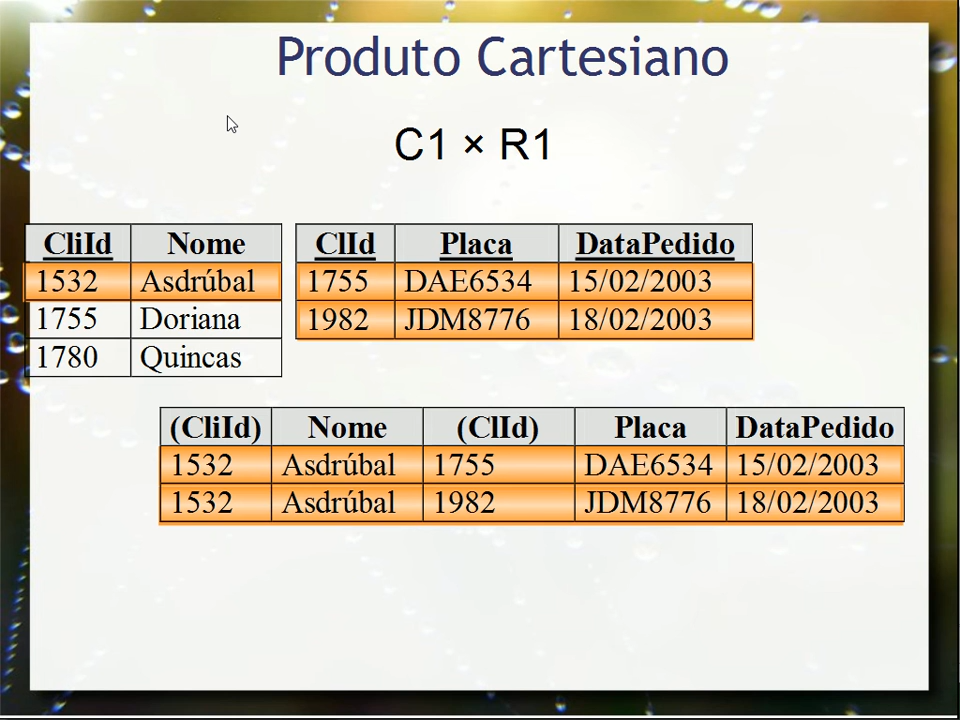 Produto Cartesiano
C1 × R1
CliId Nome
1532 Asdrúbal
1755 Doriana
1780 Quincas
ClId Placa DataPedido
1755 DAE6534 15/02/2003
1982 JDM8776 18/02/2003
(CliId) Nome (ClId) Placa DataPedido
1532 Asdrúbal 1755 DAE6534 15/02/2003
1532 Asdrúbal 1982 JDM8776 18/02/2003